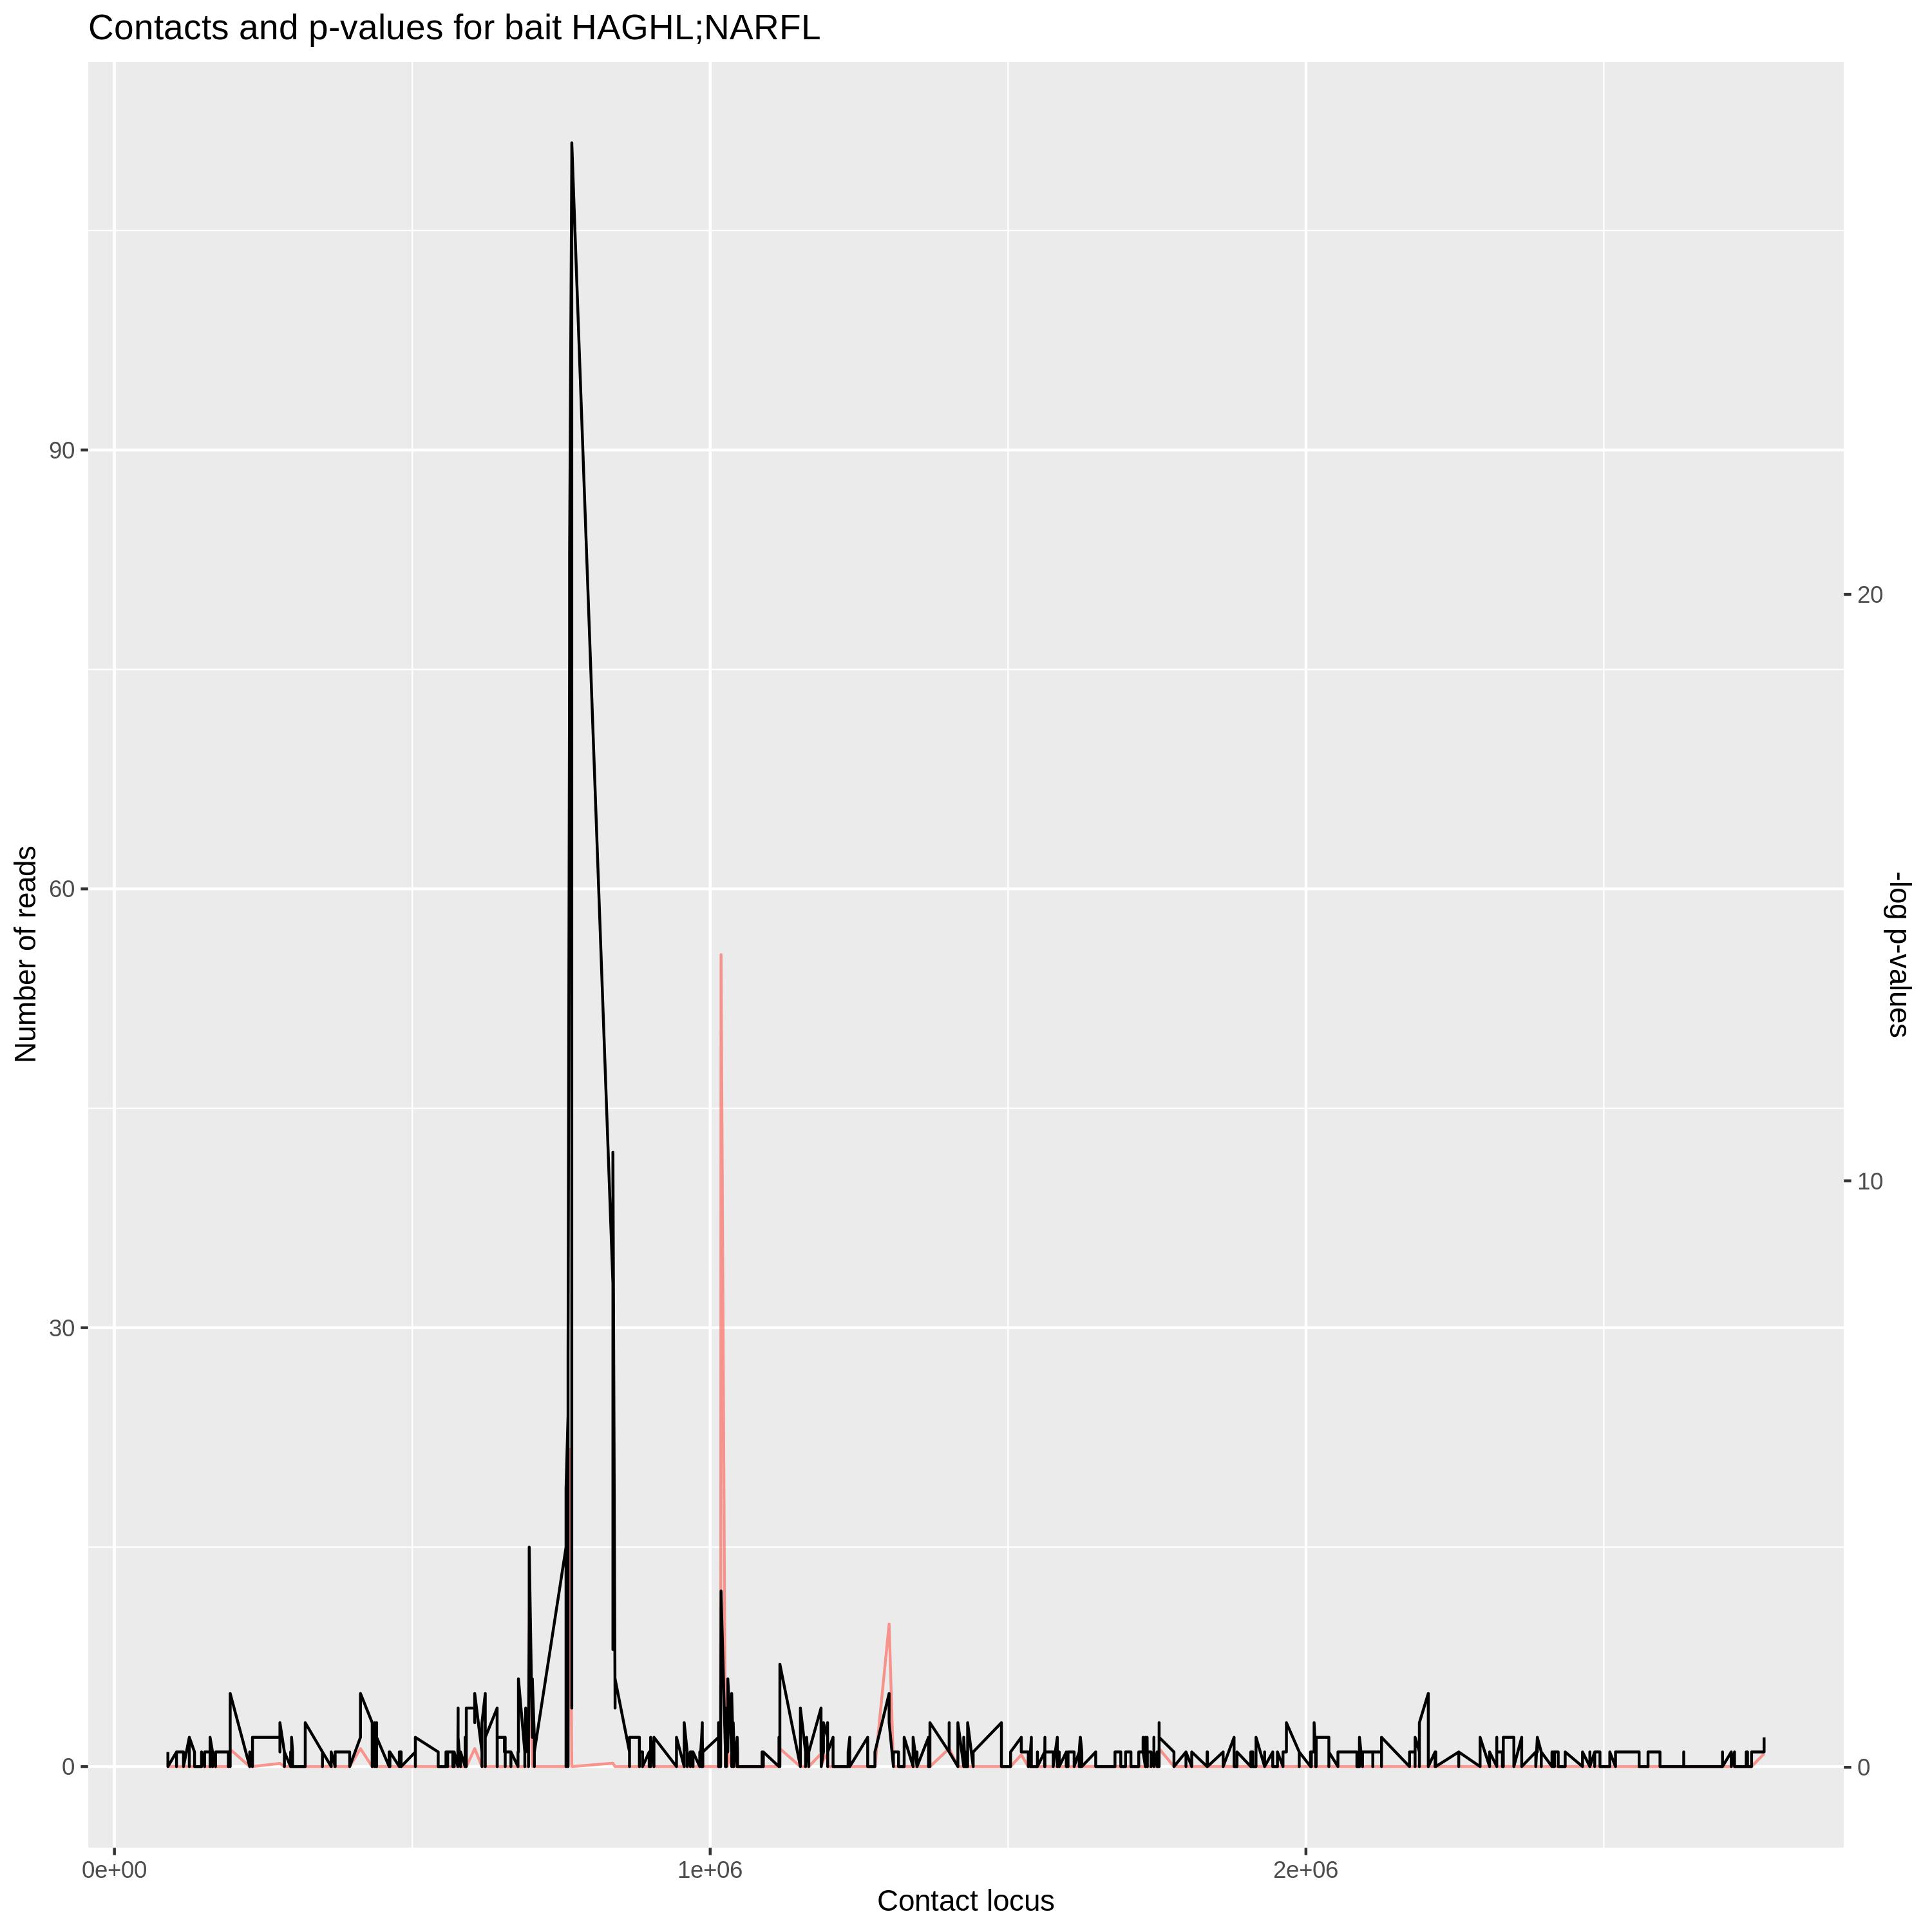 Contacts and p-values for bait HAGHL;NARFL
90
60
30
0
20
10
0
Number of reads
-log p-values
0e+00
1e+06
2e+06
Contact locus